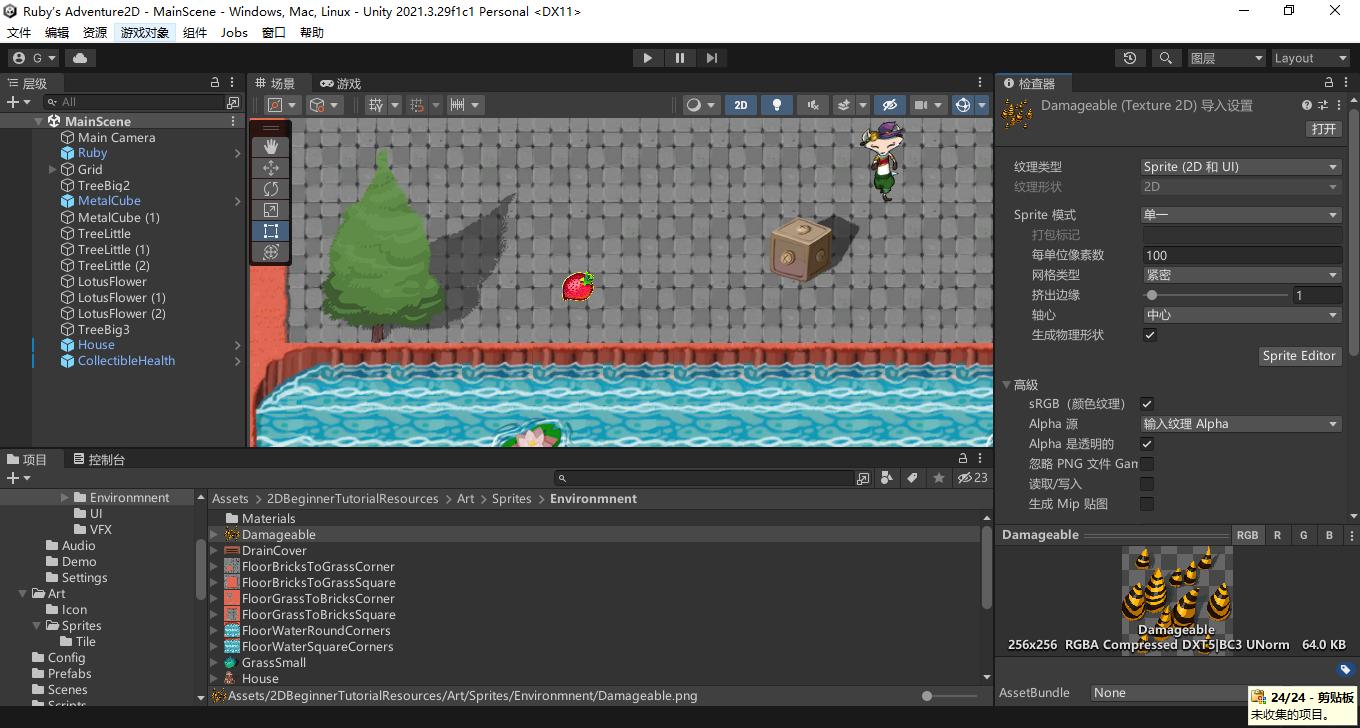 Ruby's Adventure2D - MainScene - Windows, Mac, Linux - Unity 2021.3.29f1c1 Personal <DX11>
文件 编辑 资源 游戏对象 组件 Jobs 窗口 帮助
G 图层 Layout
层级
All
MainScene
Main Camera
Ruby
Grid
TreeBig2
MetalCube
MetalCube (1)
TreeLittle
TreeLittle (1)
TreeLittle (2)
LotusFlower
LotusFlower (1)
LotusFlower (2)
TreeBig3
House
CollectibleHealth
场景 游戏
2D
检查器
Damageable (Texture 2D) 导入设置
打开
纹理类型 Sprite (2D 和 UI)
纹理形状 2D
Sprite 模式 单一
打包标记
每单位像素数 100
网格类型 紧密
挤出边缘 1
轴心 中心
生成物理形状
Sprite Editor
高級
sRGB（颜色纹理）
Alpha 源 输入纹理 Alpha
Alpha 是透明的
忽略 PNG 文件 Gan
读取/写入
生成 Mip 贴图
Damageable RGB R G B
Damageable
256x256 RGBA Compressed DXT5|BC3 UNorm 64.0 KB
AssetBundle None
24/24 - 剪贴板
未收集的项目。
项目 控制台
23
Environmnent
UI
VFX
Audio
Demo
Settings
Art
Icon
Sprites
Tile
Config
Prefabs
Scenes
Scripts
Assets > 2DBeginnerTutorialResources > Art > Sprites > Environmnent
Materials
Damageable
DrainCover
FloorBricksToGrassCorner
FloorBricksToGrassSquare
FloorGrassToBricksCorner
FloorGrassToBricksSquare
FloorWaterRoundCorners
FloorWaterSquareCorners
GrassSmall
House
Assets/2DBeginnerTutorialResources/Art/Sprites/Environmnent/Damageable.png